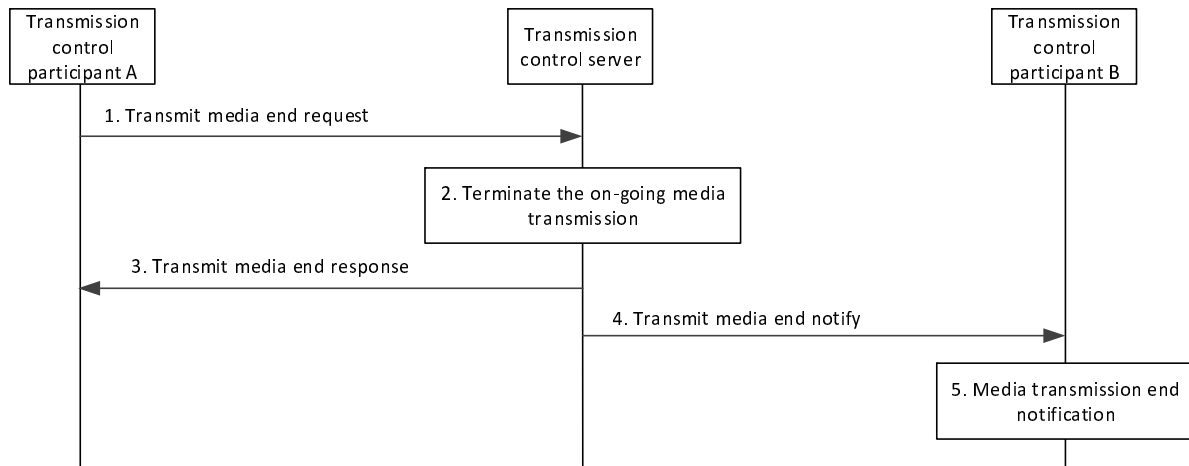 Transmission
control
participant A
Transmission
control server
Transmission
control
participant B
1. Transmit media end request
2. Terminate the on-going media
transmission
3. Transmit media end response
4. Transmit media end notify
5. Media transmission end
notification